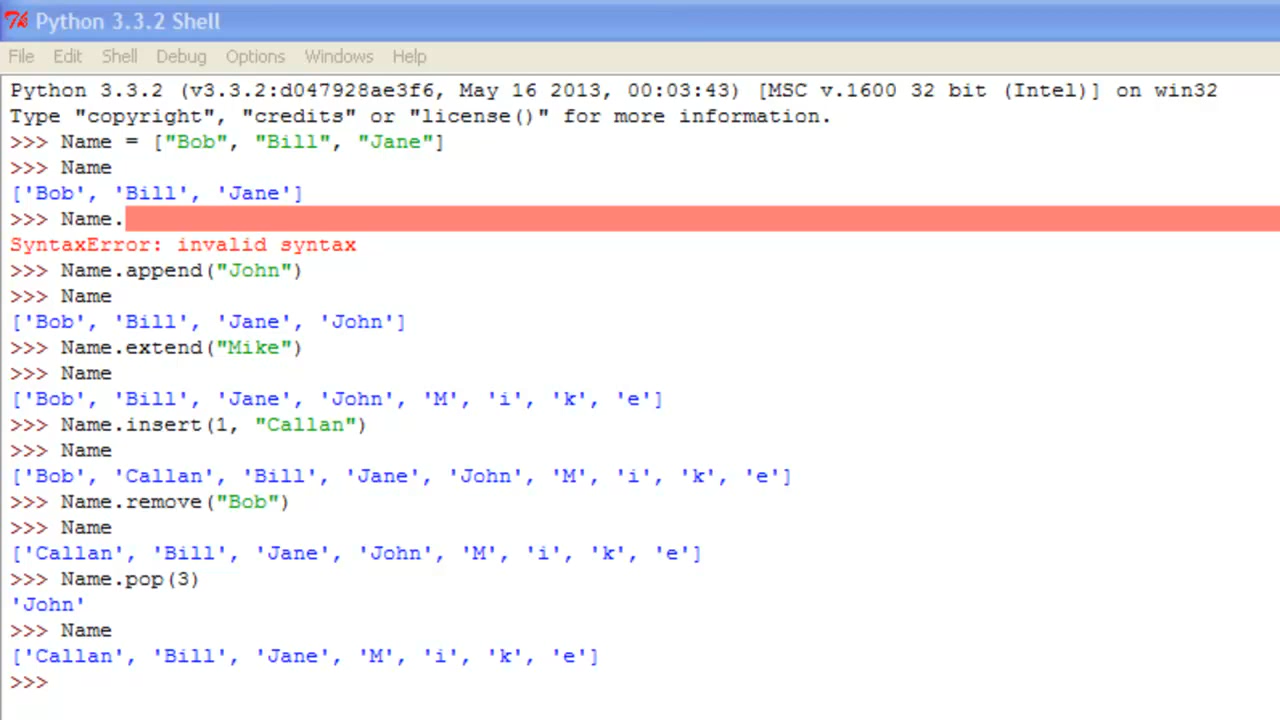 Python 3.3.2 Shell
File Edit Shell Debug Options Windows Help
Python 3.3.2 (v3.3.2:d047928ae3f6, May 16 2013, 00:03:43) [MSC v.1600 32 bit (Intel)] on win32
Type "copyright", "credits" or "license()" for more information.
>>> Name = ["Bob", "Bill", "Jane"]
>>> Name
['Bob', 'Bill', 'Jane']
>>> Name.
SyntaxError: invalid syntax
>>> Name.append("John")
>>> Name
['Bob', 'Bill', 'Jane', 'John']
>>> Name.extend("Mike")
>>> Name
['Bob', 'Bill', 'Jane', 'John', 'M', 'i', 'k', 'e']
>>> Name.insert(1, "Callan")
>>> Name
['Bob', 'Callan', 'Bill', 'Jane', 'John', 'M', 'i', 'k', 'e']
>>> Name.remove("Bob")
>>> Name
['Callan', 'Bill', 'Jane', 'John', 'M', 'i', 'k', 'e']
>>> Name.pop(3)
'John'
>>> Name
['Callan', 'Bill', 'Jane', 'M', 'i', 'k', 'e']
>>>